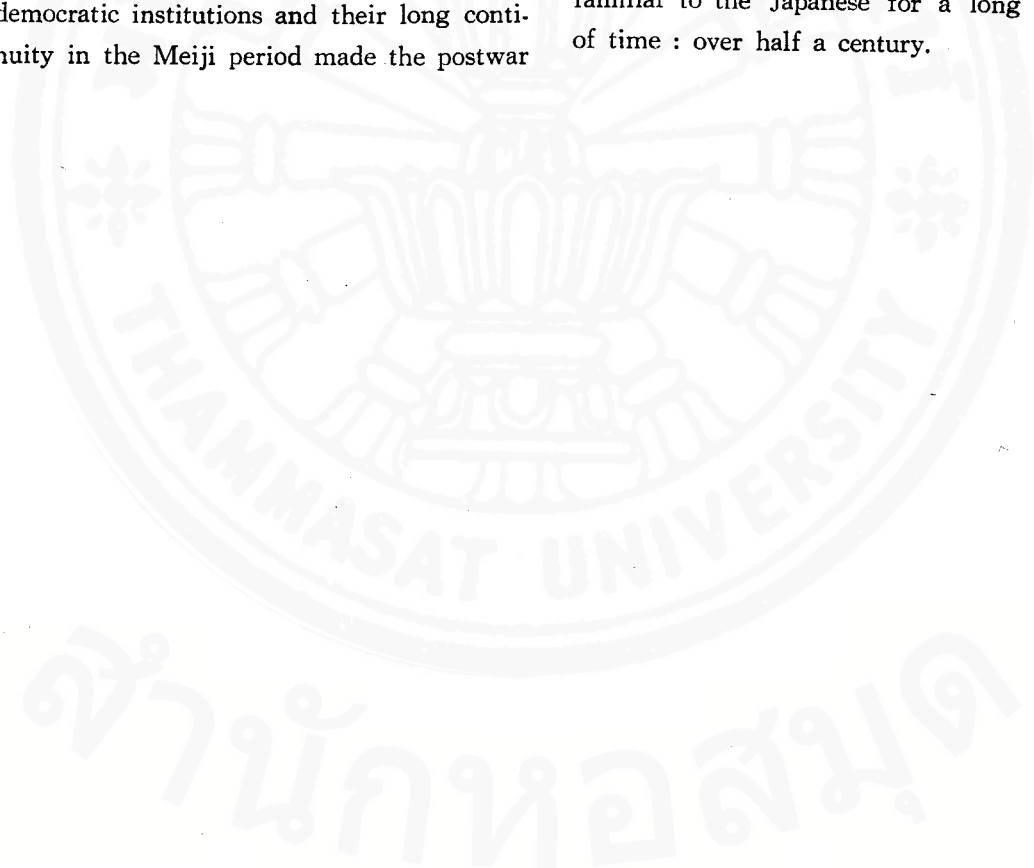 democratic institutions and their long conti-
nuity in the Meiji period made the postwar
familiar to the Japanese for a long
of time : over half a century.
THAMMASAT UNIVERSITY
สำนักหอสมุด